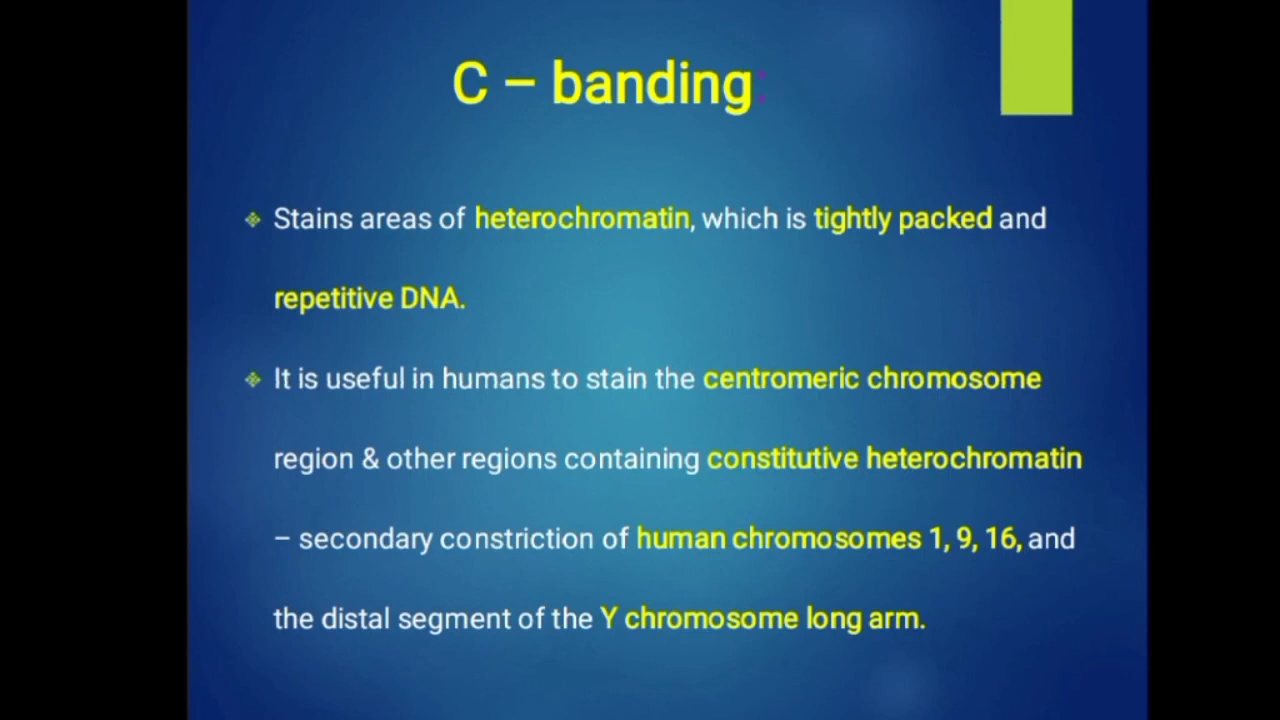 C – banding:
Stains areas of heterochromatin, which is tightly packed and
repetitive DNA.
It is useful in humans to stain the centromeric chromosome
region & other regions containing constitutive heterochromatin
– secondary constriction of human chromosomes 1, 9, 16, and
the distal segment of the Y chromosome long arm.